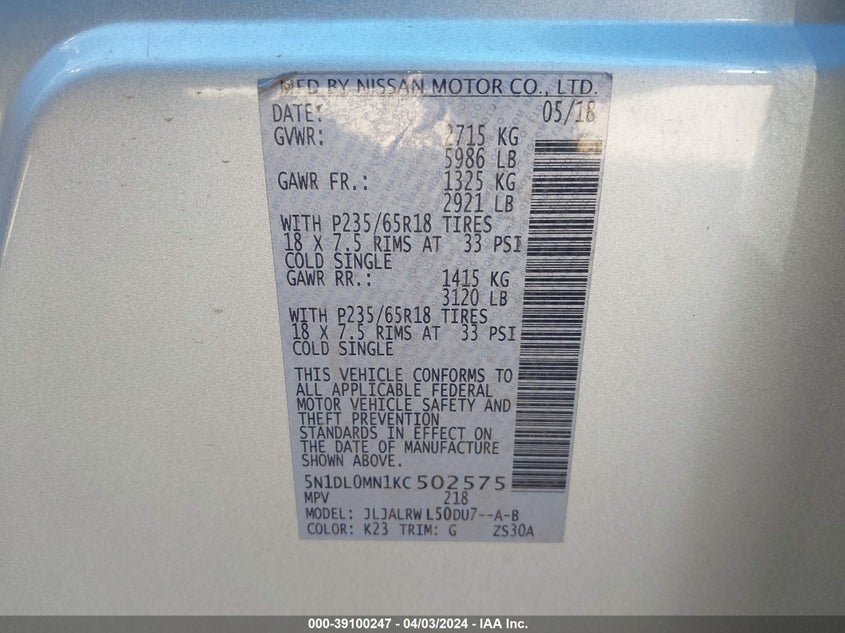 MFD BY NISSAN MOTOR CO., LTD.
DATE: 05/18
GVWR: 2715 KG
5986 LB
GAWR FR.: 1325 KG
2921 LB
WITH P235/65R18 TIRES
18 X 7.5 RIMS AT 33 PSI
COLD SINGLE
GAWR RR.: 1415 KG
3120 LB
WITH P235/65R18 TIRES
18 X 7.5 RIMS AT 33 PSI
COLD SINGLE
THIS VEHICLE CONFORMS TO
ALL APPLICABLE FEDERAL
MOTOR VEHICLE SAFETY AND
THEFT PREVENTION
STANDARDS IN EFFECT ON
THE DATE OF MANUFACTURE
SHOWN ABOVE.
5N1DL0MN1KC502575
MPV 218
MODEL: JLJALRWL50DU7--A-B
COLOR: K23 TRIM: G ZS30A
000-39100247 - 04/03/2024 - IAA Inc.